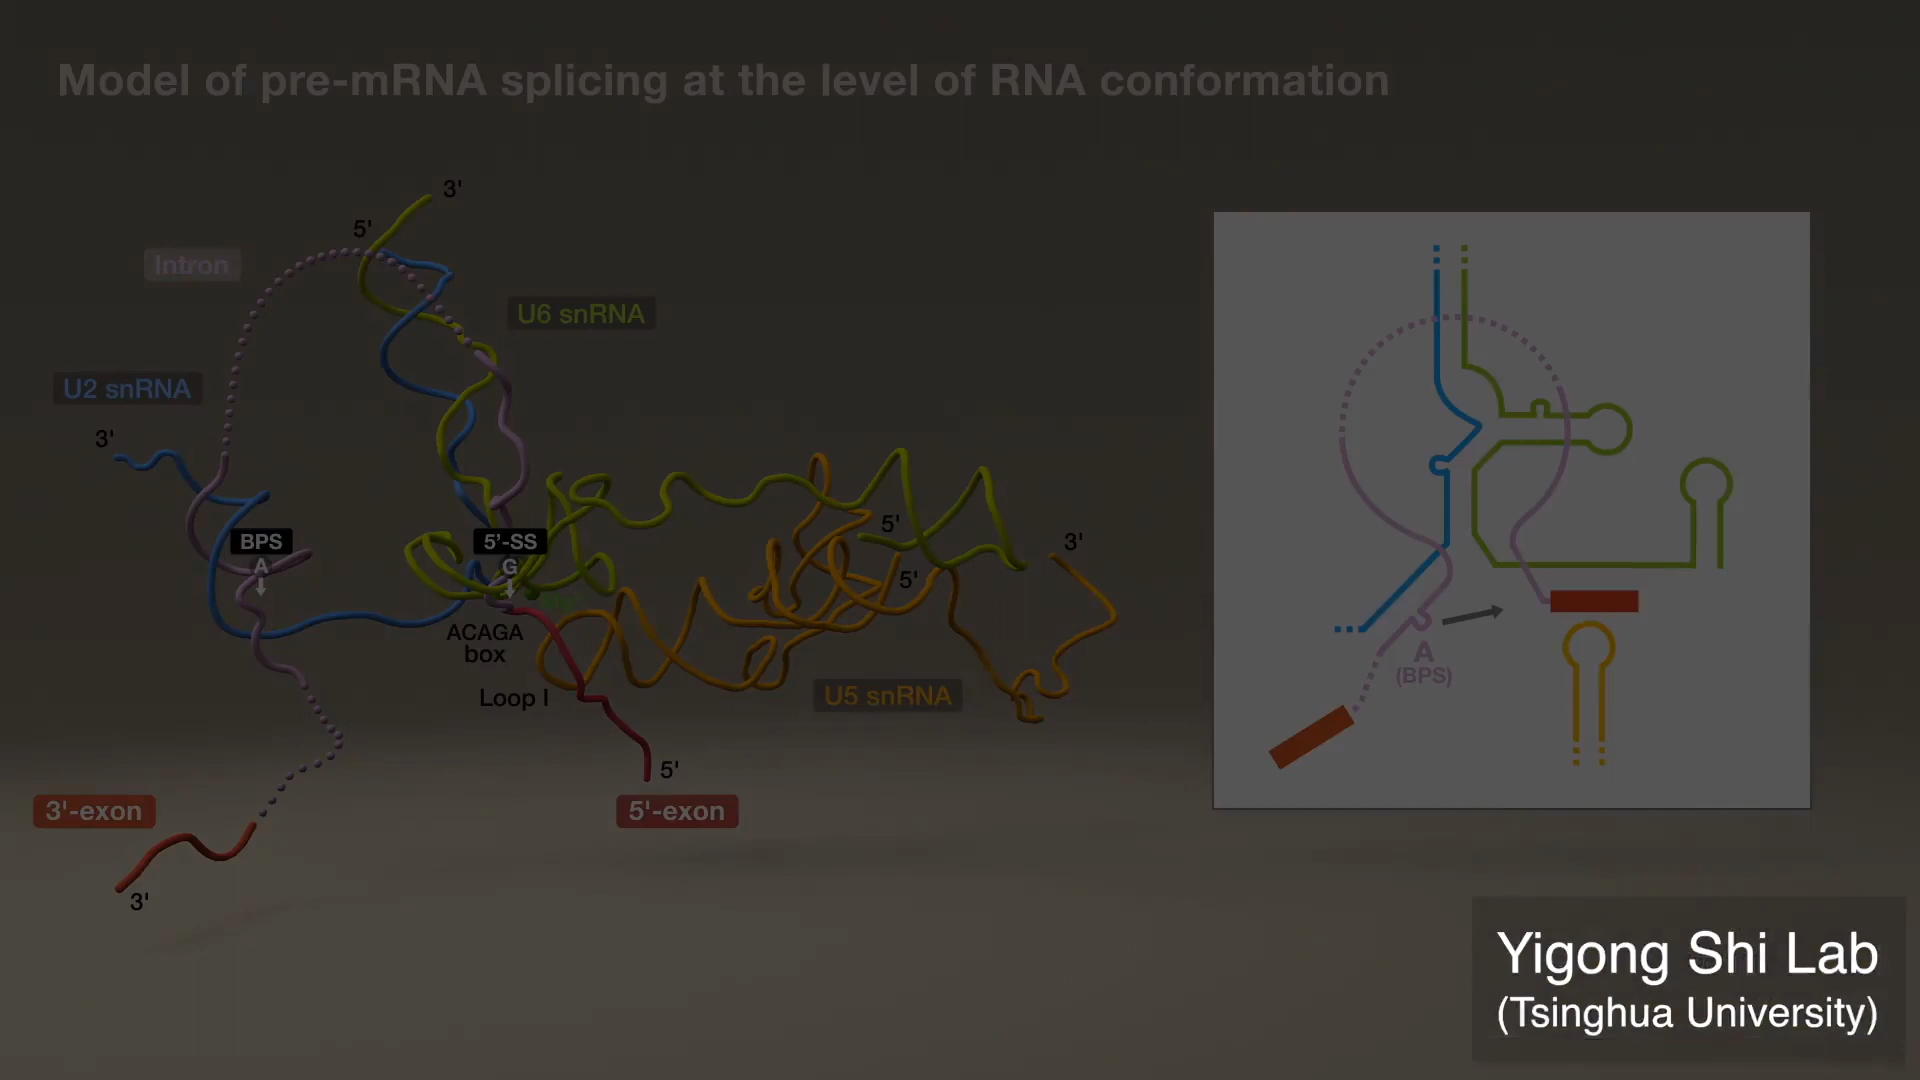 Model of pre-mRNA splicing at the level of RNA conformation
3'
5'
Intron
U6 snRNA
U2 snRNA
3'
BPS
A
5'-SS
G
5'
3'
5'
ACAGA
box
Loop I
U5 snRNA
5'
3'-exon
5'-exon
3'
A
(BPS)
Yigong Shi Lab
(Tsinghua University)